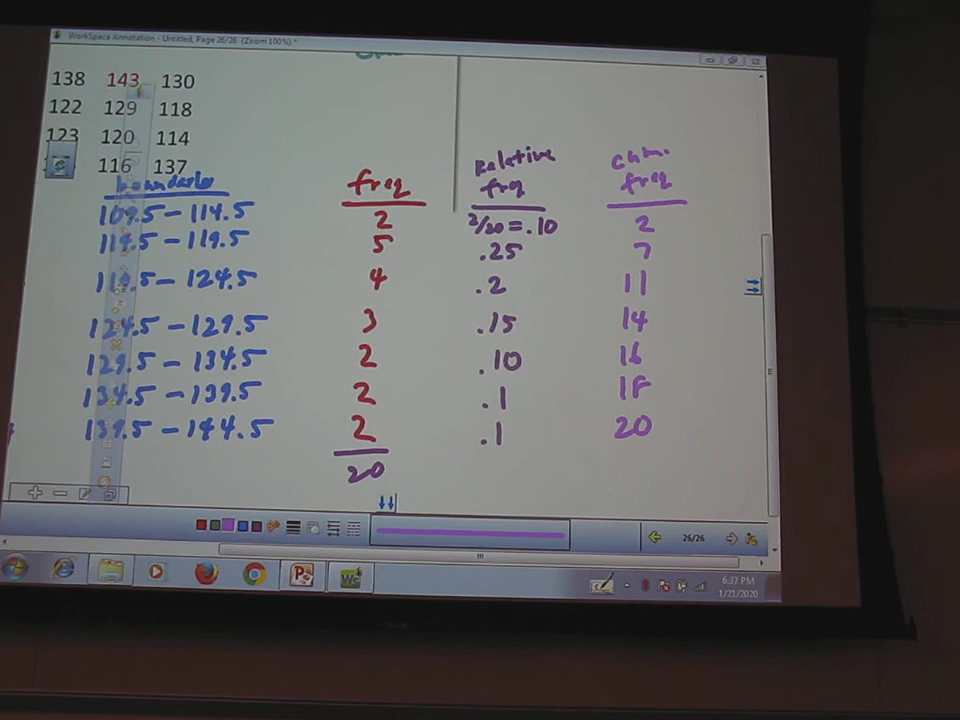 WorkSpace Annotation - Untitled, Page 26/26 (Zoom 100%) *
138 143 130
122 129 118
123 120 114
116 137
boundaries freq Relative freq cum. freq
109.5 - 114.5 2 2/20 = .10 2
114.5 - 119.5 5 .25 7
119.5 - 124.5 4 .2 11
124.5 - 129.5 3 .15 14
129.5 - 134.5 2 .10 16
134.5 - 139.5 2 .1 18
139.5 - 144.5 2 .1 20
20
26/26
6:37 PM
1/21/2020